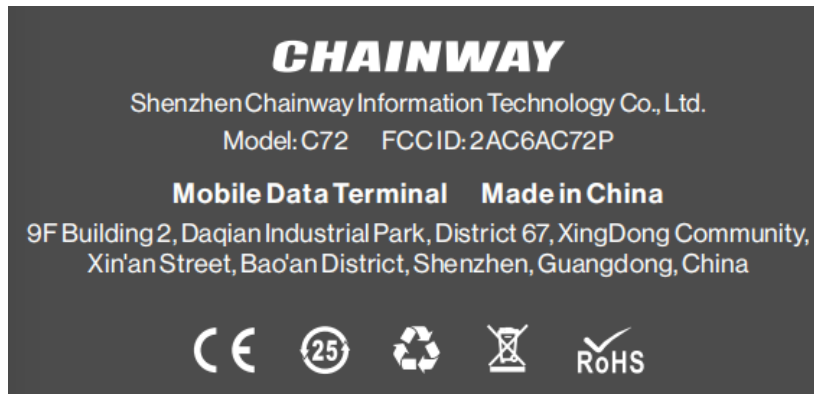 CHAINWAY
Shenzhen Chainway Information Technology Co., Ltd.
Model: C72 FCC ID: 2AC6AC72P
Mobile Data Terminal Made in China
9F Building 2, Daqian Industrial Park, District 67, XingDong Community,
Xin'an Street, Bao'an District, Shenzhen, Guangdong, China
CE 25 RoHS